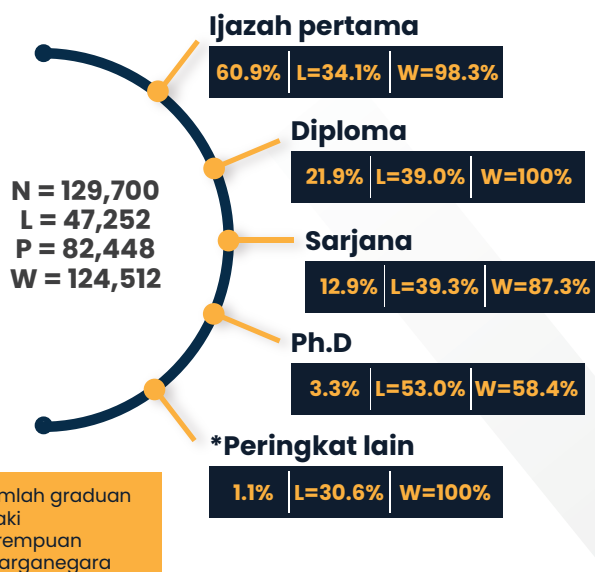 Ijazah pertama
60.9% L=34.1% W=98.3%
Diploma
21.9% L=39.0% W=100%
N = 129,700
L = 47,252
P = 82,448
W = 124,512
Sarjana
12.9% L=39.3% W=87.3%
Ph.D
3.3% L=53.0% W=58.4%
*Peringkat lain
1.1% L=30.6% W=100%
graduan